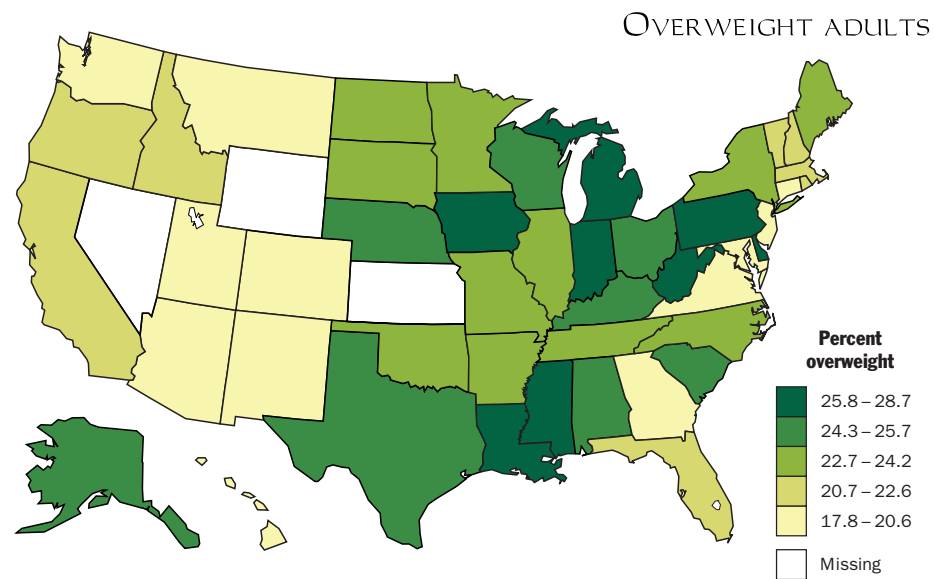 OVERWEIGHT ADULTS
Percent
overweight
25.8 – 28.7
24.3 – 25.7
22.7 – 24.2
20.7 – 22.6
17.8 – 20.6
Missing